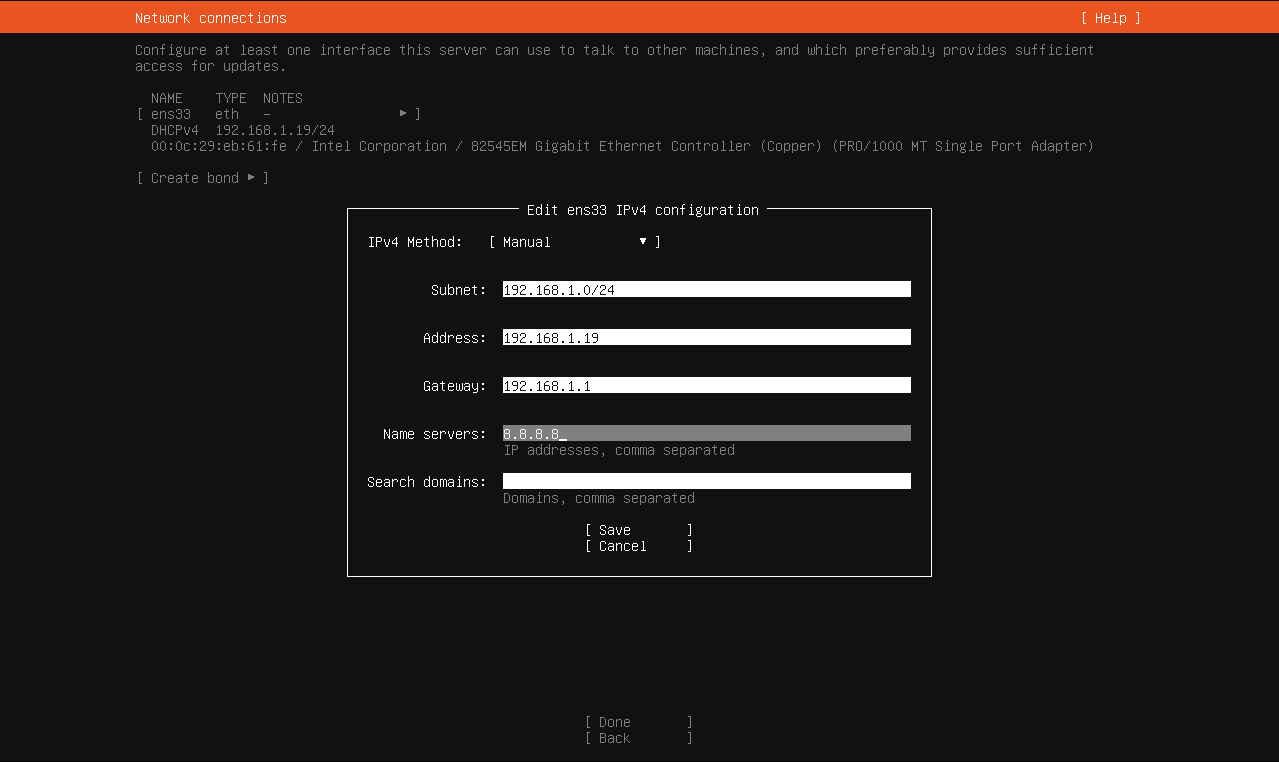 Network connections [ Help ]
Configure at least one interface this server can use to talk to other machines, and which preferably provides sufficient
access for updates.
NAME TYPE NOTES
[ ens33 eth - ▸ ]
DHCPv4 192.168.1.19/24
00:0c:29:eb:61:fe / Intel Corporation / 82545EM Gigabit Ethernet Controller (Copper) (PRO/1000 MT Single Port Adapter)
[ Create bond ▸ ]
Edit ens33 IPv4 configuration
IPv4 Method: [ Manual ▾ ]
Subnet: 192.168.1.0/24
Address: 192.168.1.19
Gateway: 192.168.1.1
Name servers: 8.8.8.8_
IP addresses, comma separated
Search domains:
Domains, comma separated
[ Save ]
[ Cancel ]
[ Done ]
[ Back ]